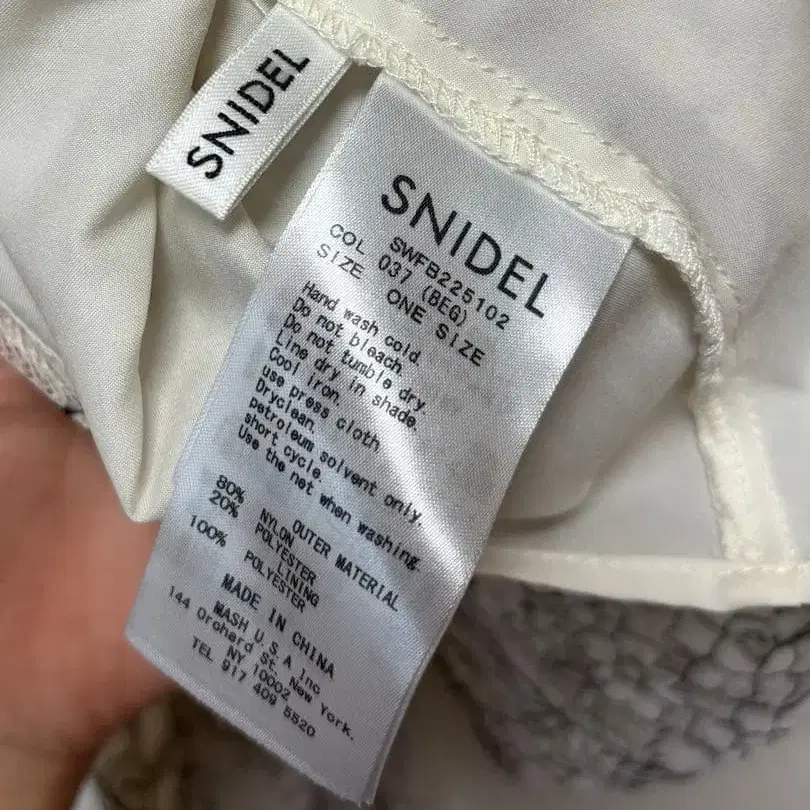 SNIDEL
SNIDEL
SWFB225102
COL 037 (BEG)
SIZE ONE SIZE
Hand wash cold.
Do not bleach.
Do not tumble dry.
Line dry in shade.
Cool iron.
use press cloth
Dryclean.
petroleum solvent only.
short cycle.
Use the net when washing.
OUTER MATERIAL
80% NYLON
20% POLYESTER
LINING
100% POLYESTER
MADE IN CHINA
MASH U.S.A Inc
144 Orchard St. New York.
NY 10002
TEL 917 409 5520